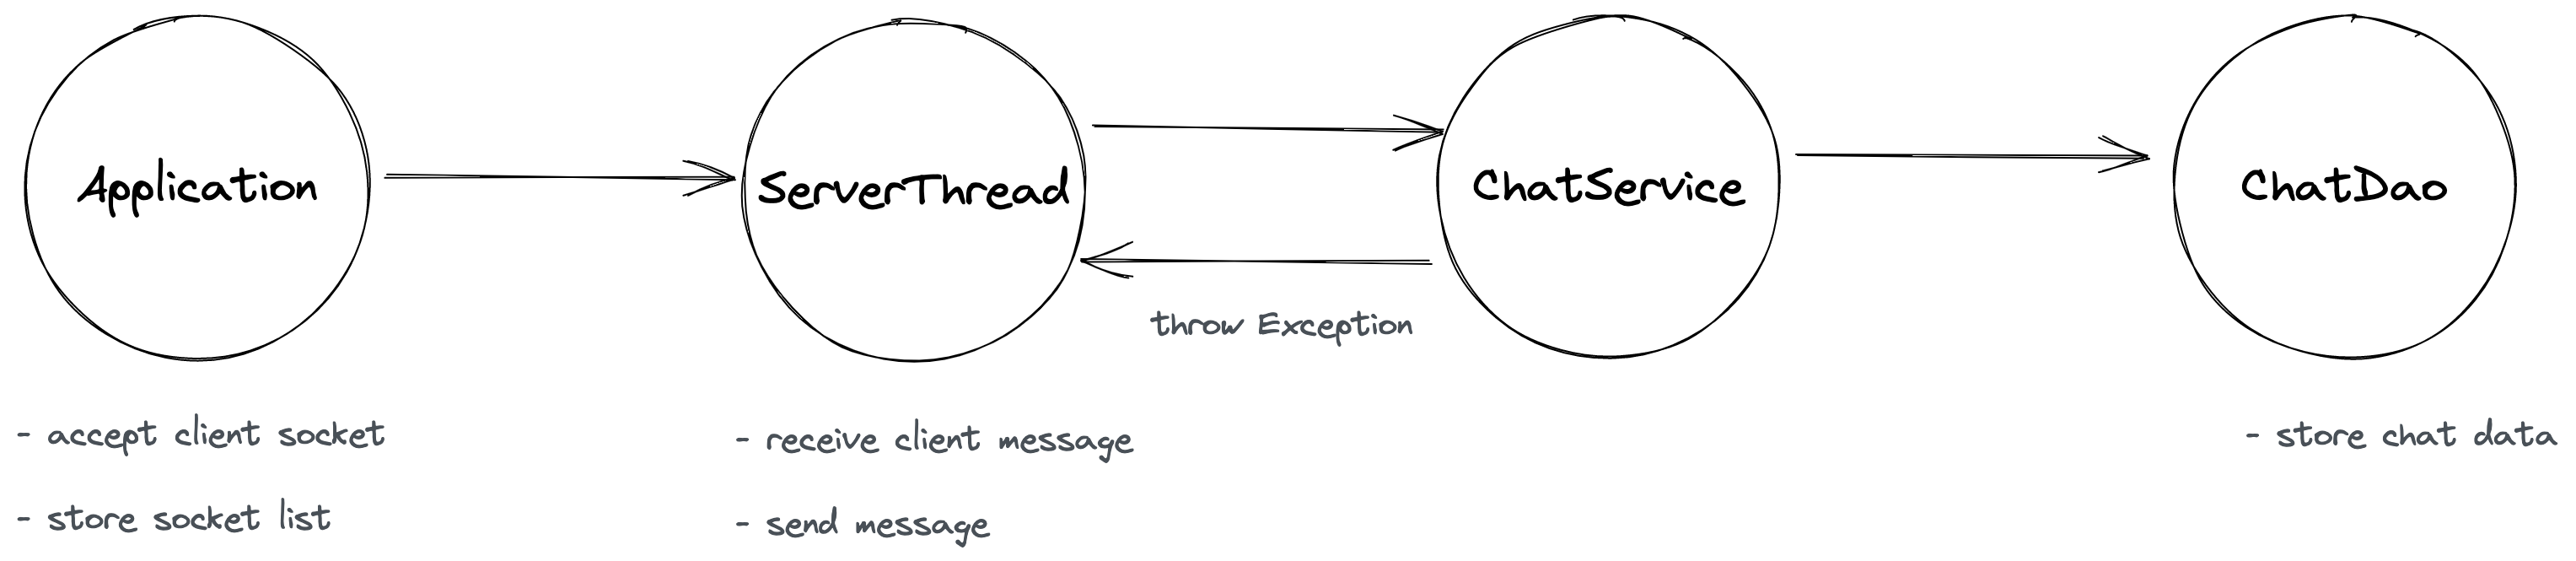 Application
ServerThread
ChatService
ChatDao
throw Exception
- accept client socket
- store socket list
- receive client message
- send message
- store chat data